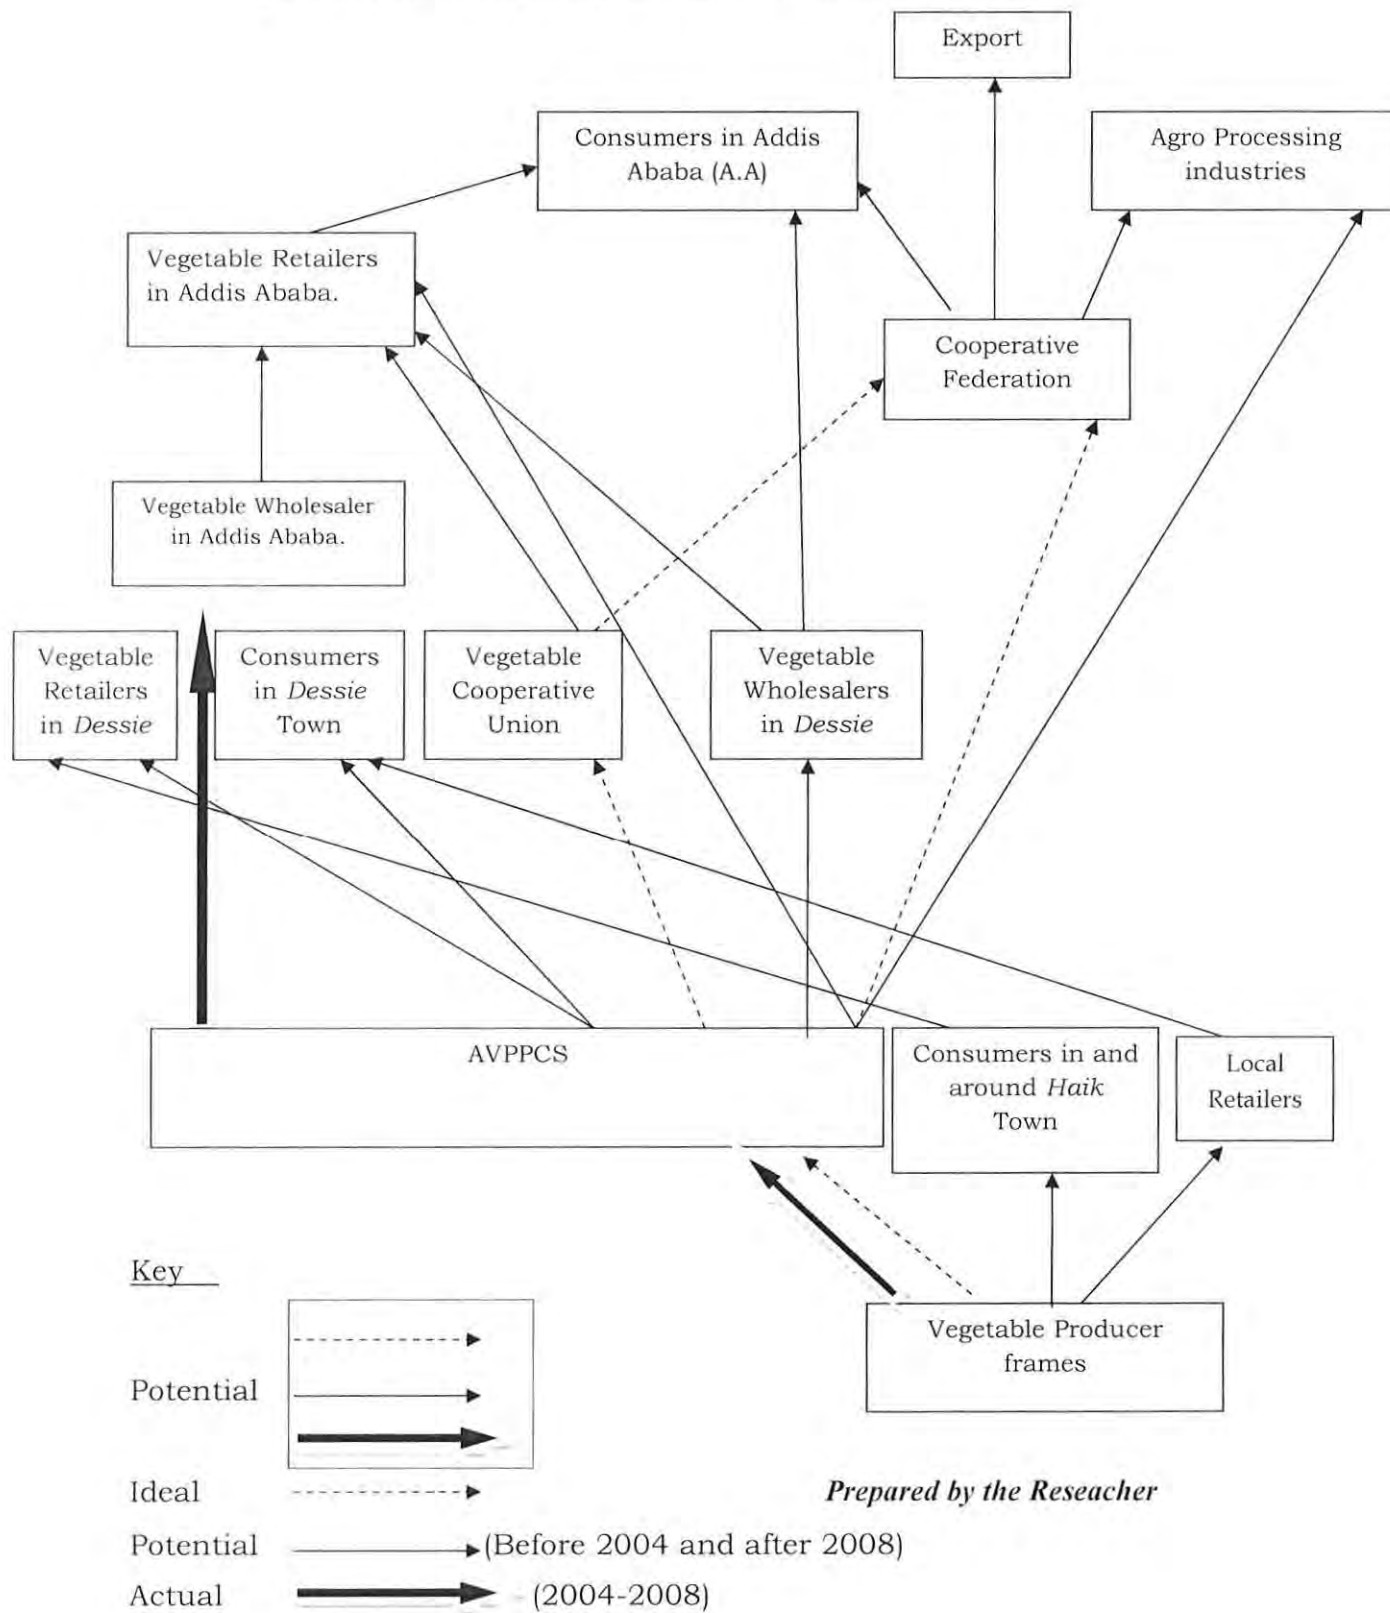 Export
Consumers in Addis
Ababa (A.A)
Agro Processing
industries
Vegetable Retailers
in Addis Ababa.
Cooperative
Federation
Vegetable Wholesaler
in Addis Ababa.
Vegetable
Retailers
in Dessie
Consumers
in Dessie
Town
Vegetable
Cooperative
Union
Vegetable
Wholesalers
in Dessie
AVPPCS
Consumers in and
around Haik
Town
Local
Retailers
Vegetable Producer
frames
Key
Potential
Ideal
Prepared by the Reseacher
Potential (Before 2004 and after 2008)
Actual (2004-2008)